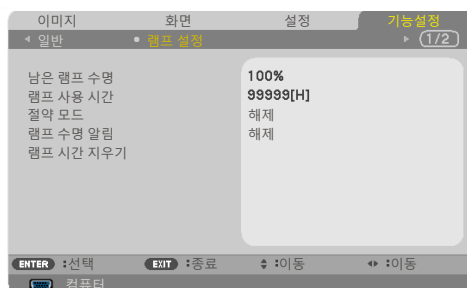 이미지 화면 설정 기능설정
일반 램프 설정 (1/2)
남은 램프 수명 100%
램프 사용 시간 99999[H]
절약 모드 해제
램프 수명 알림 해제
램프 시간 지우기
ENTER :선택 EXIT :종료 :이동 :이동
컴퓨터